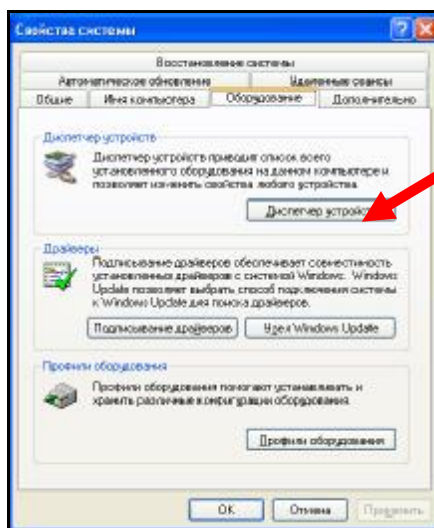 Свойства системы
Восстановление системы
Автоматическое обновление
Удаленные сеансы
Общие
Имя компьютера
Оборудование
Дополнительно
Диспетчер устройств
Диспетчер устройств приводит список всего
установленного оборудования на данном компьютере и
позволяет изменить свойства любого устройства.
Диспетчер устройств
Драйверы
Подписывание драйверов обеспечивает совместимость
установленных драйверов с системой Windows. Windows
Update позволяет выбрать способ подключения системы
к Windows Update для поиска драйверов.
Подписывание драйверов
Узел Windows Update
Профили оборудования
Профили оборудования помогают устанавливать и
хранить различные конфигурации оборудования.
Профили оборудования
OK
Отмена
Применить